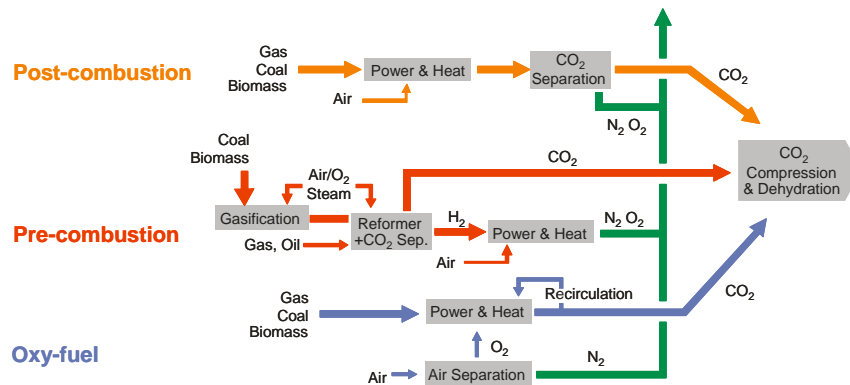 Post-combustion
Gas
Coal
Biomass
Power & Heat
Air
CO₂
Separation
CO₂
N₂ O₂
CO₂
Compression
& Dehydration
Pre-combustion
Coal
Biomass
Air/O₂
Steam
CO₂
Gasification
Gas, Oil
Reformer
+CO₂ Sep.
H₂
Power & Heat
Air
N₂ O₂
Oxy-fuel
Gas
Coal
Biomass
Power & Heat
Recirculation
CO₂
O₂
Air
Air Separation
N₂